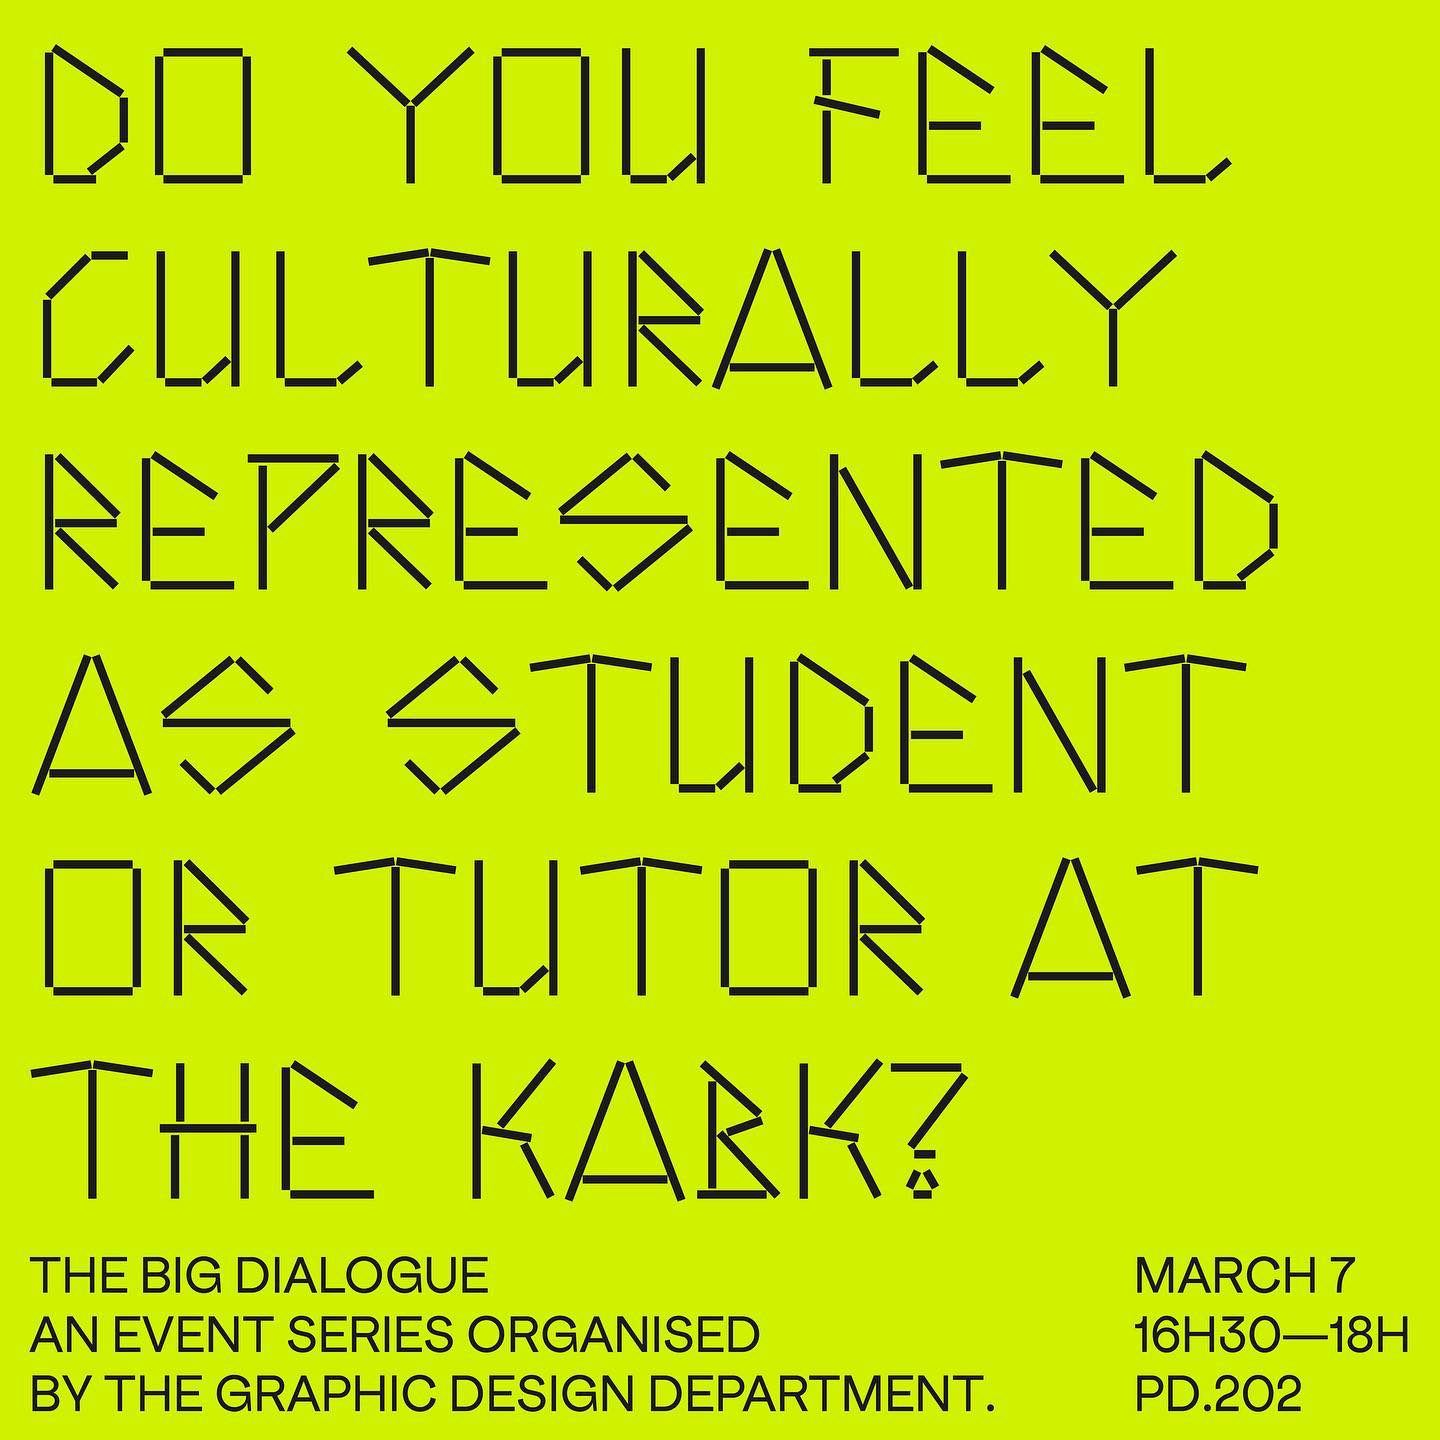 DO YOU FEEL
CULTURALLY
REPRESENTED
AS STUDENT
OR TUTOR AT
THE KABK?
THE BIG DIALOGUE
AN EVENT SERIES ORGANISED
BY THE GRAPHIC DESIGN DEPARTMENT.
MARCH 7
16H30—18H
PD.202